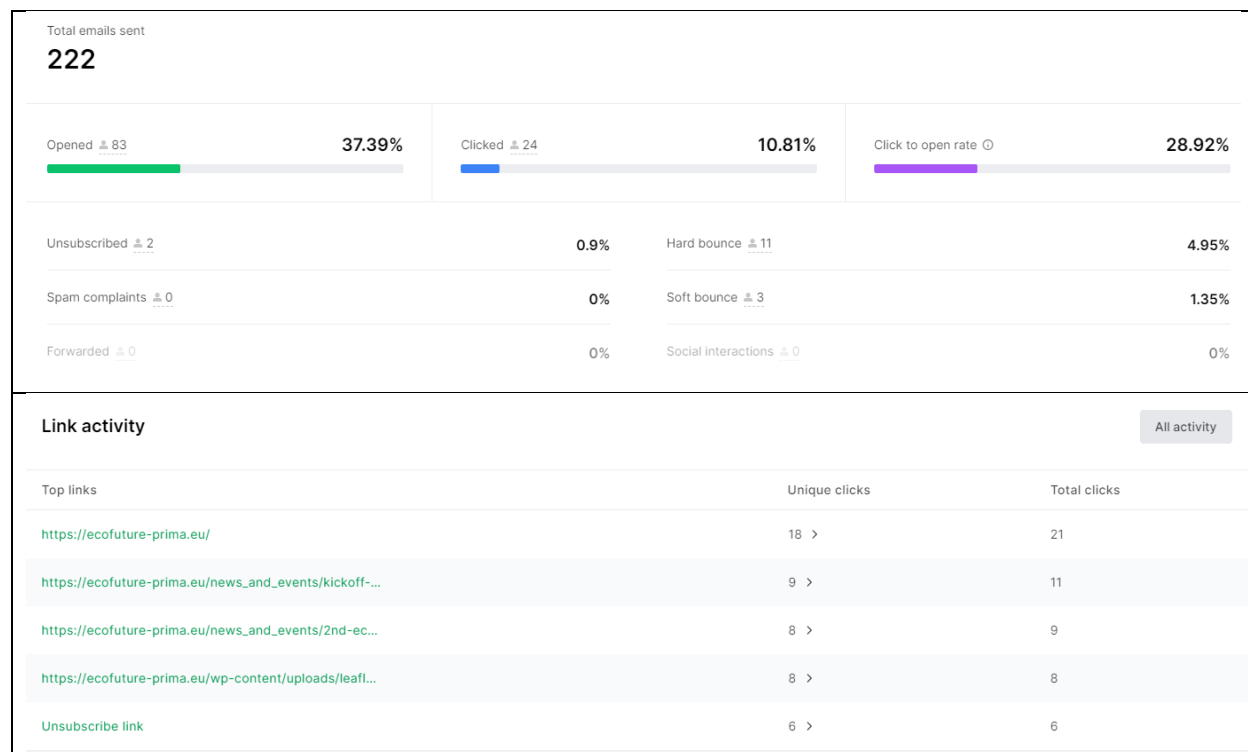 Total emails sent
222
Opened 83 37.39%
Clicked 24 10.81%
Click to open rate 28.92%
Unsubscribed 2 0.9%
Hard bounce 11 4.95%
Spam complaints 0 0%
Soft bounce 3 1.35%
Forwarded 0 0%
Social interactions 0 0%
Link activity All activity
Top links Unique clicks Total clicks
https://ecofuture-prima.eu/ 18 > 21
https://ecofuture-prima.eu/news_and_events/kickoff-... 9 > 11
https://ecofuture-prima.eu/news_and_events/2nd-ec... 8 > 9
https://ecofuture-prima.eu/wp-content/uploads/leafl... 8 > 8
Unsubscribe link 6 > 6